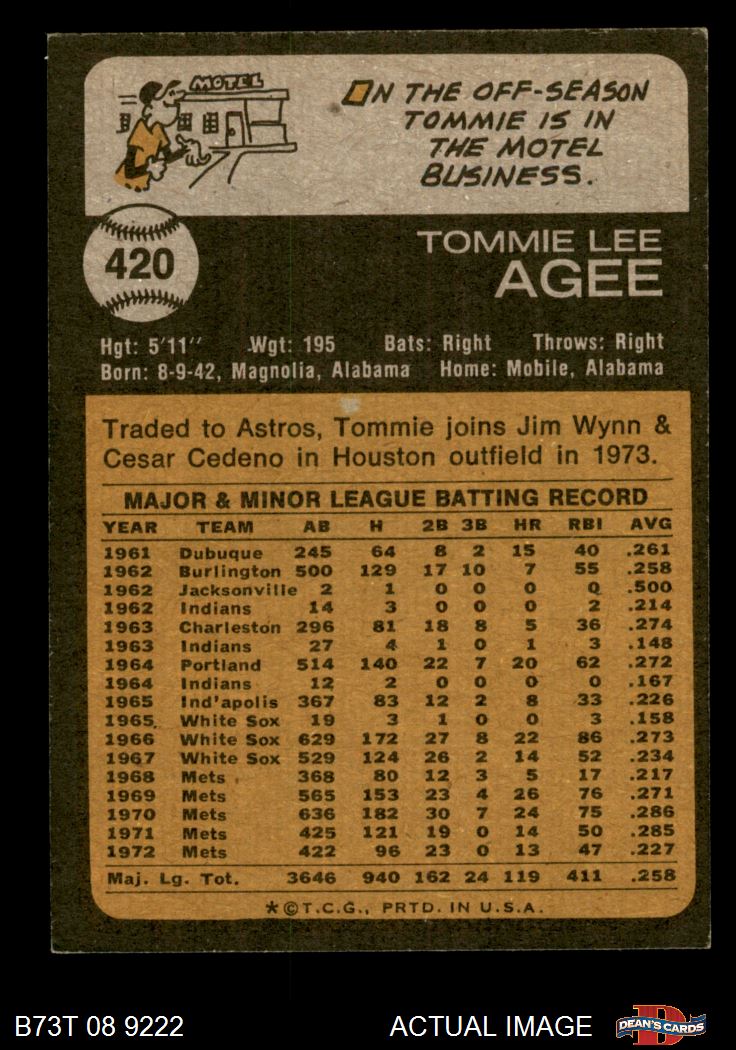 MOTEL
ON THE OFF-SEASON
TOMMIE IS IN
THE MOTEL
BUSINESS.
420
TOMMIE LEE
AGEE
Hgt: 5'11" Wgt: 195 Bats: Right Throws: Right
Born: 8-9-42, Magnolia, Alabama Home: Mobile, Alabama
Traded to Astros, Tommie joins Jim Wynn &
Cesar Cedeno in Houston outfield in 1973.
MAJOR & MINOR LEAGUE BATTING RECORD
YEAR TEAM AB H 2B 3B HR RBI AVG
1961 Dubuque 245 64 8 2 15 40 .261
1962 Burlington 500 129 17 10 7 55 .258
1962 Jacksonville 2 1 0 0 0 0 .500
1962 Indians 14 3 0 0 0 2 .214
1963 Charleston 296 81 18 8 5 36 .274
1963 Indians 27 4 1 0 1 3 .148
1964 Portland 514 140 22 7 20 62 .272
1964 Indians 12 2 0 0 0 0 .167
1965 Ind'apolis 367 83 12 2 8 33 .226
1965 White Sox 19 3 1 0 0 3 .158
1966 White Sox 629 172 27 8 22 86 .273
1967 White Sox 529 124 26 2 14 52 .234
1968 Mets 368 80 12 3 5 17 .217
1969 Mets 565 153 23 4 26 76 .271
1970 Mets 636 182 30 7 24 75 .286
1971 Mets 425 121 19 0 14 50 .285
1972 Mets 422 96 23 0 13 47 .227
Maj. Lg. Tot. 3646 940 162 24 119 411 .258
*©T.C.G., PRTD. IN U.S.A.
B73T 08 9222 ACTUAL IMAGE
D
DEAN'S CARDS